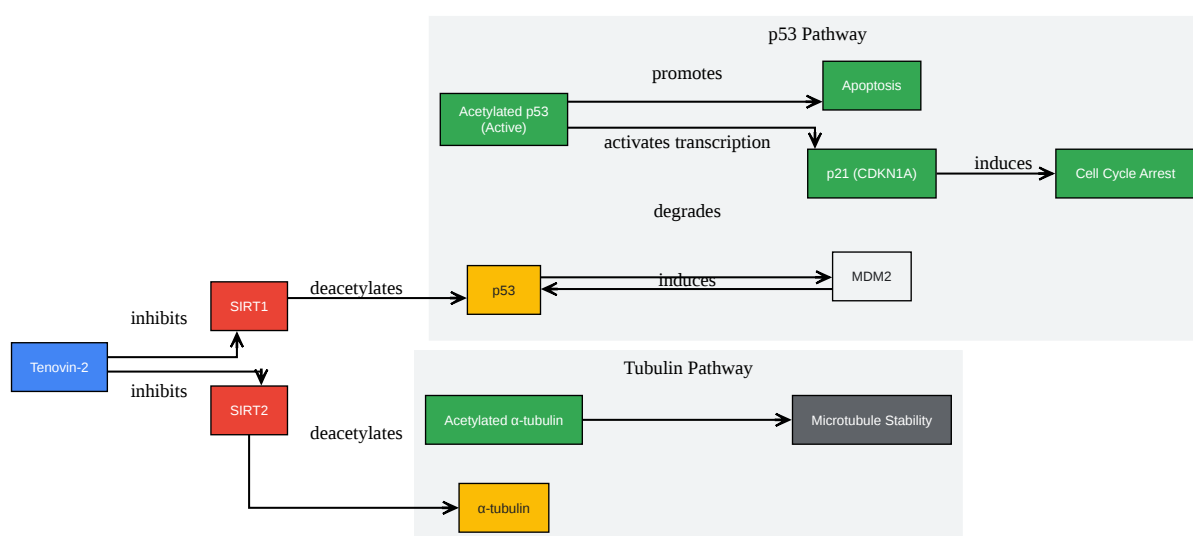 p53 Pathway
promotes
Apoptosis
Acetylated p53
(Active)
activates transcription
p21 (CDKN1A)
induces
Cell Cycle Arrest
degrades
p53
induces
MDM2
deacetylates
SIRT1
inhibits
Tenovin-2
inhibits
SIRT2
deacetylates
Tubulin Pathway
Acetylated α-tubulin
Microtubule Stability
α-tubulin